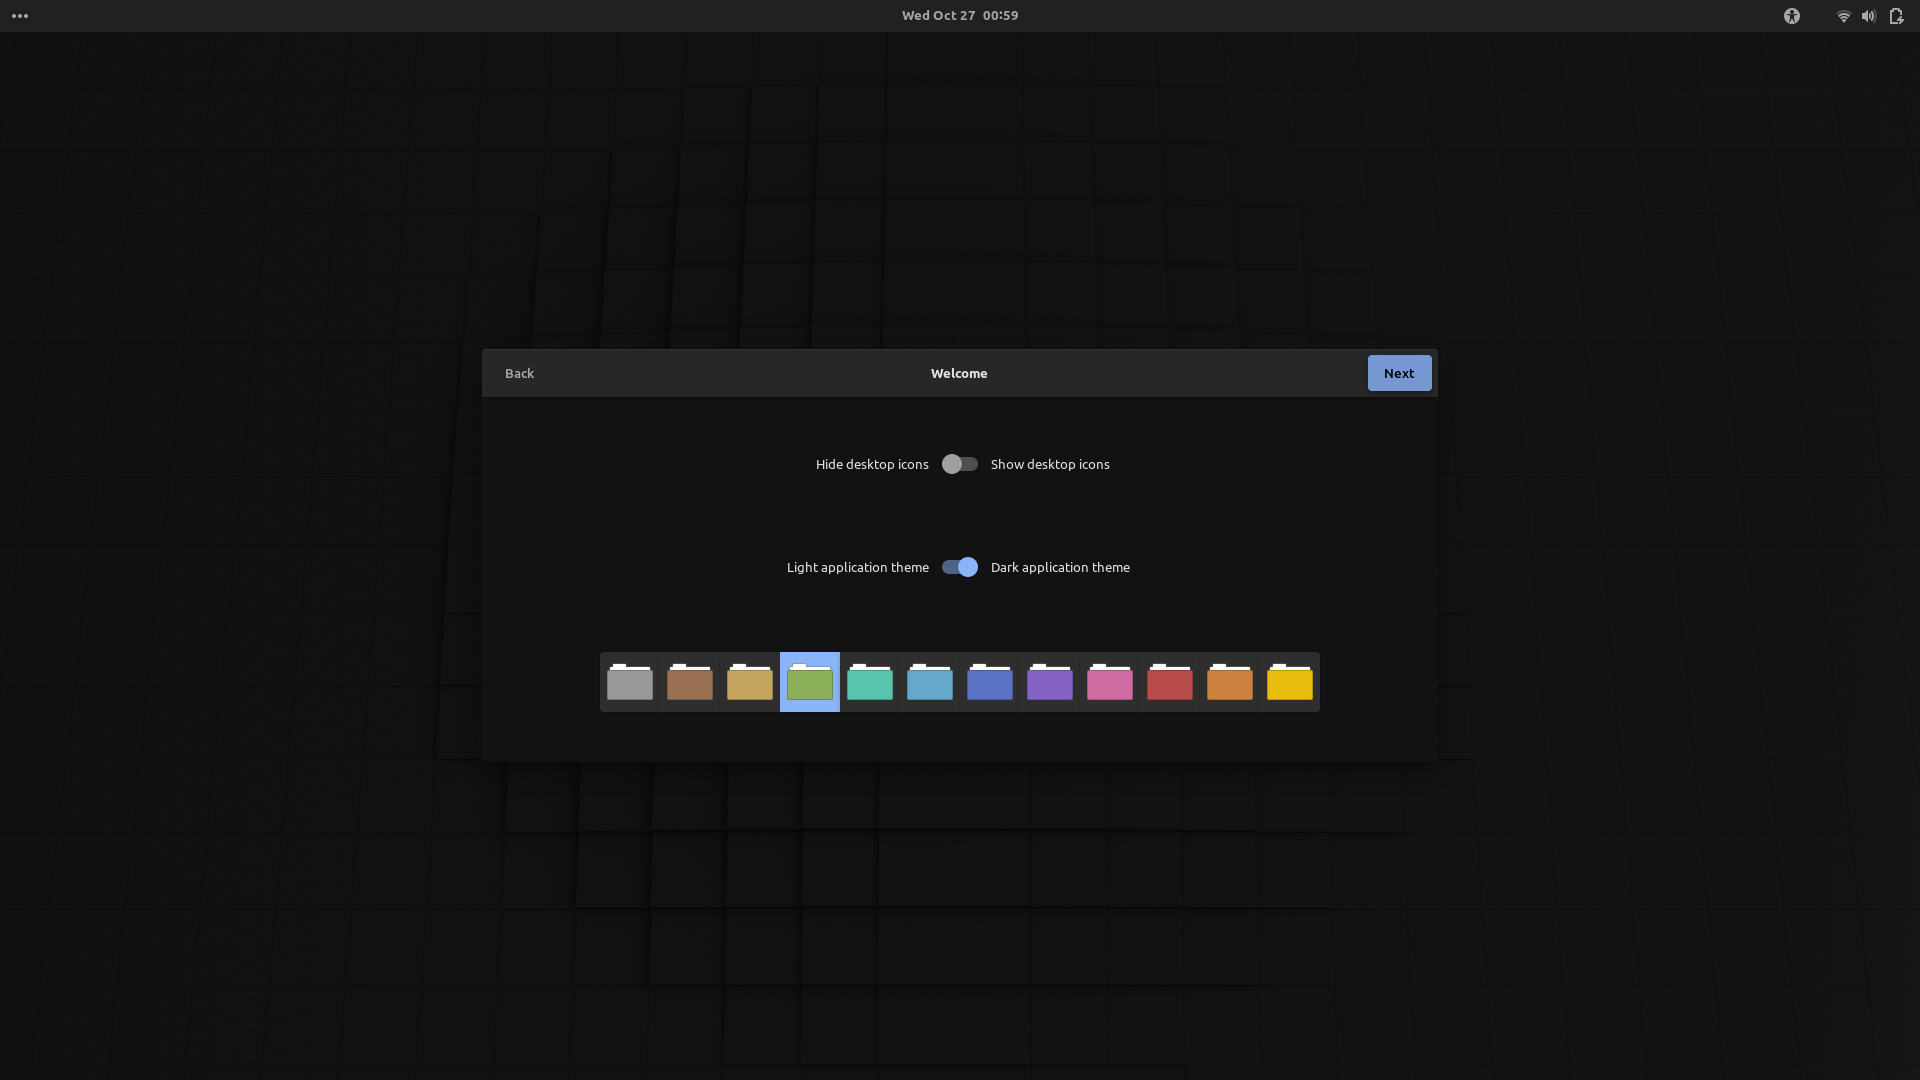 Wed Oct 27  00:59
Back Welcome Next
Hide desktop icons Show desktop icons
Light application theme Dark application theme